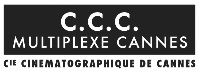 C.C.C.
MULTIPLEXE CANNES
CIE CINEMATOGRAPHIQUE DE CANNES